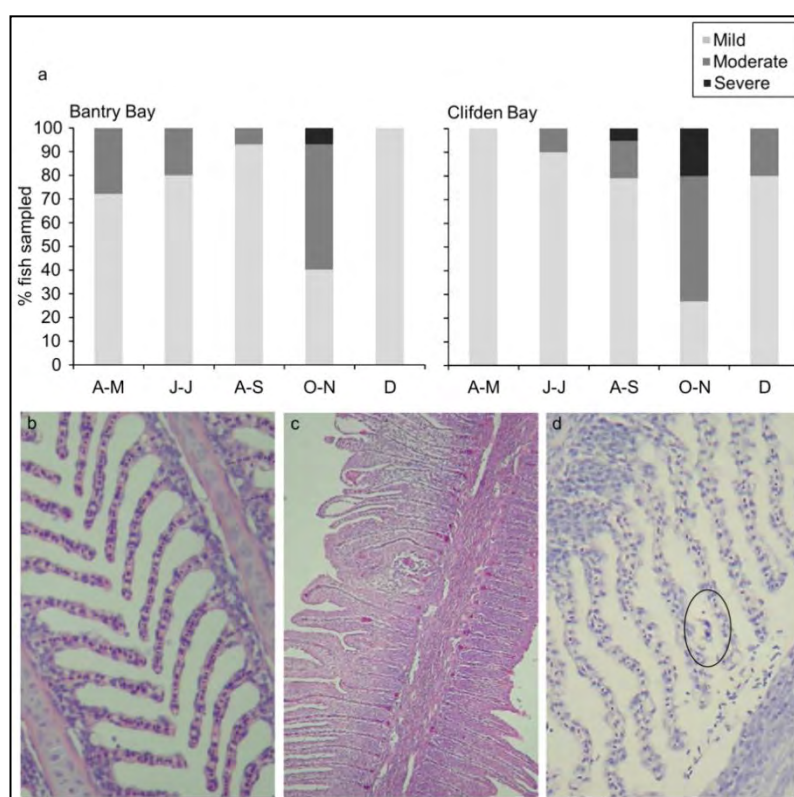 Mild
Moderate
Severe
a
Bantry Bay
Clifden Bay
% fish sampled
100
90
80
70
60
50
40
30
20
10
0
A-M J-J A-S O-N D
A-M J-J A-S O-N D
b
c
d